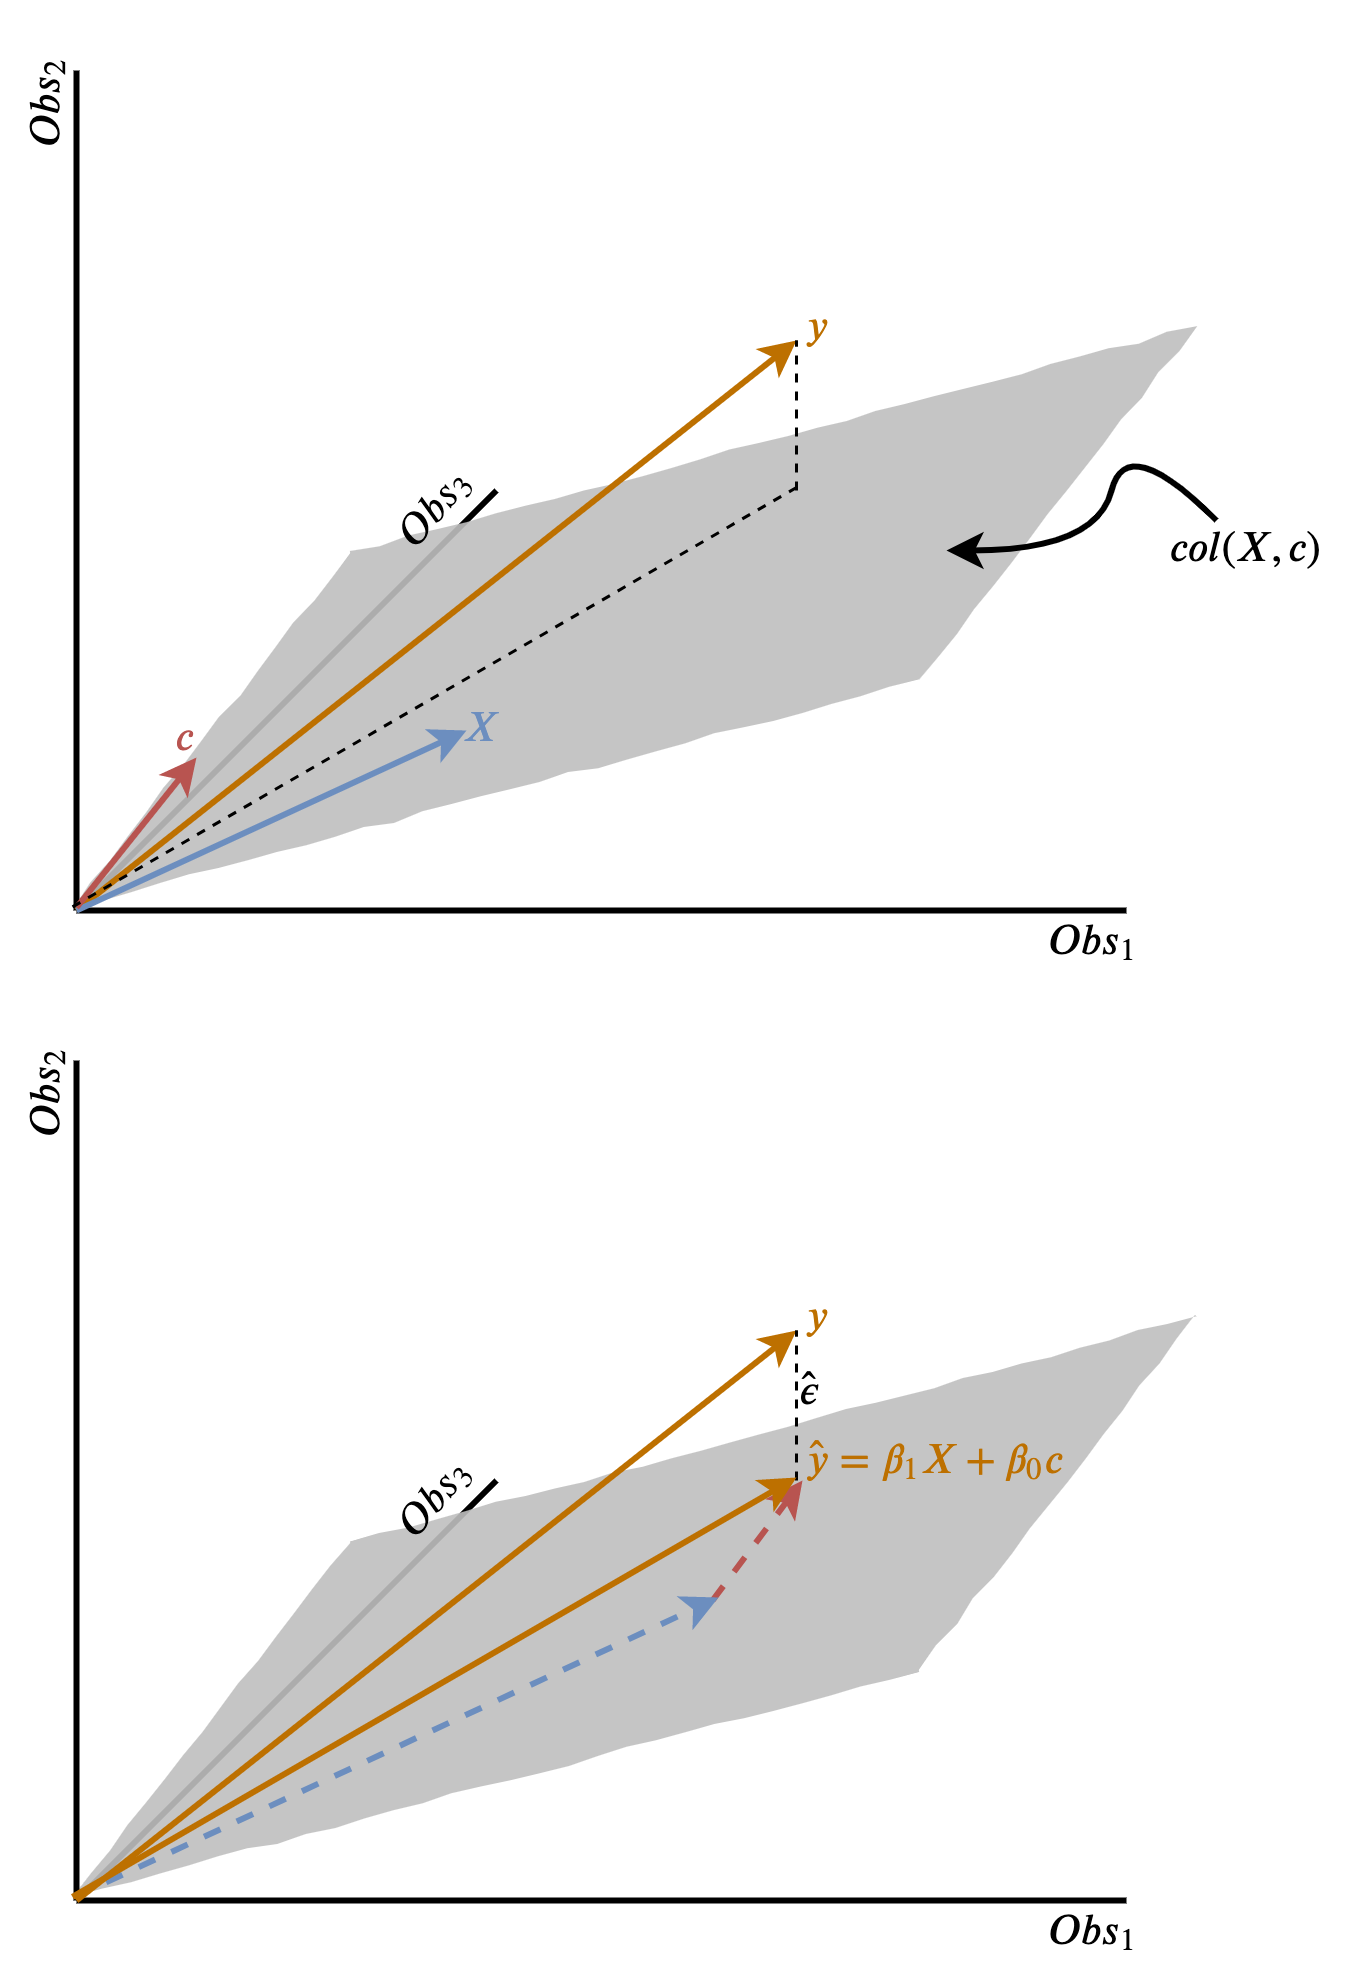 Obs₂
y
Obs₃
col(X, c)
X
c
Obs₁
Obs₂
y
ϵ̂
ŷ = β₁X + β₀c
Obs₃
Obs₁